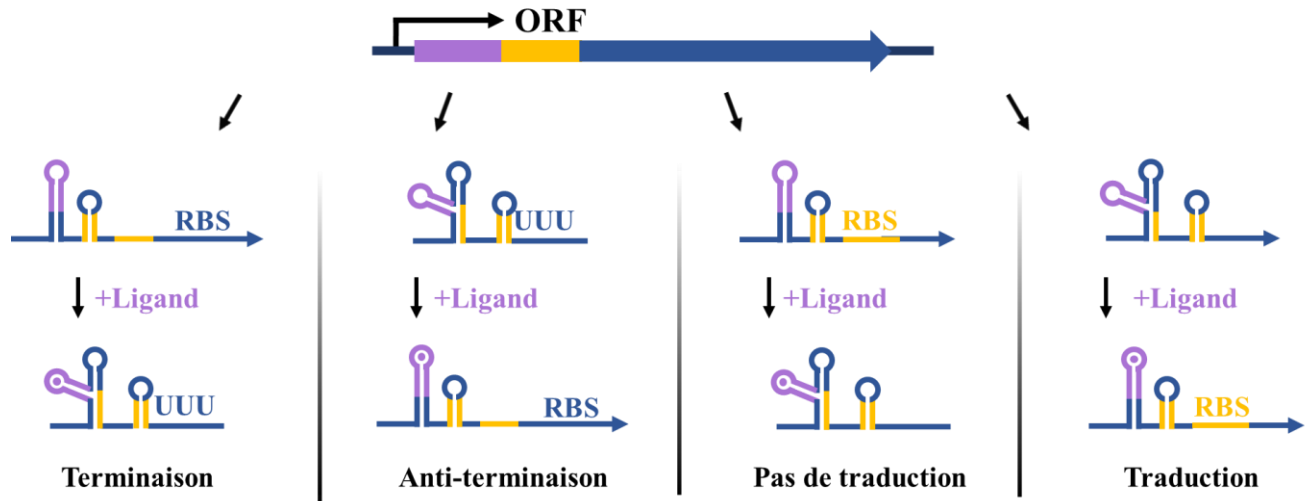 ORF
RBS
UUU
RBS
+Ligand
+Ligand
+Ligand
+Ligand
UUU
RBS
RBS
Terminaison
Anti-terminaison
Pas de traduction
Traduction